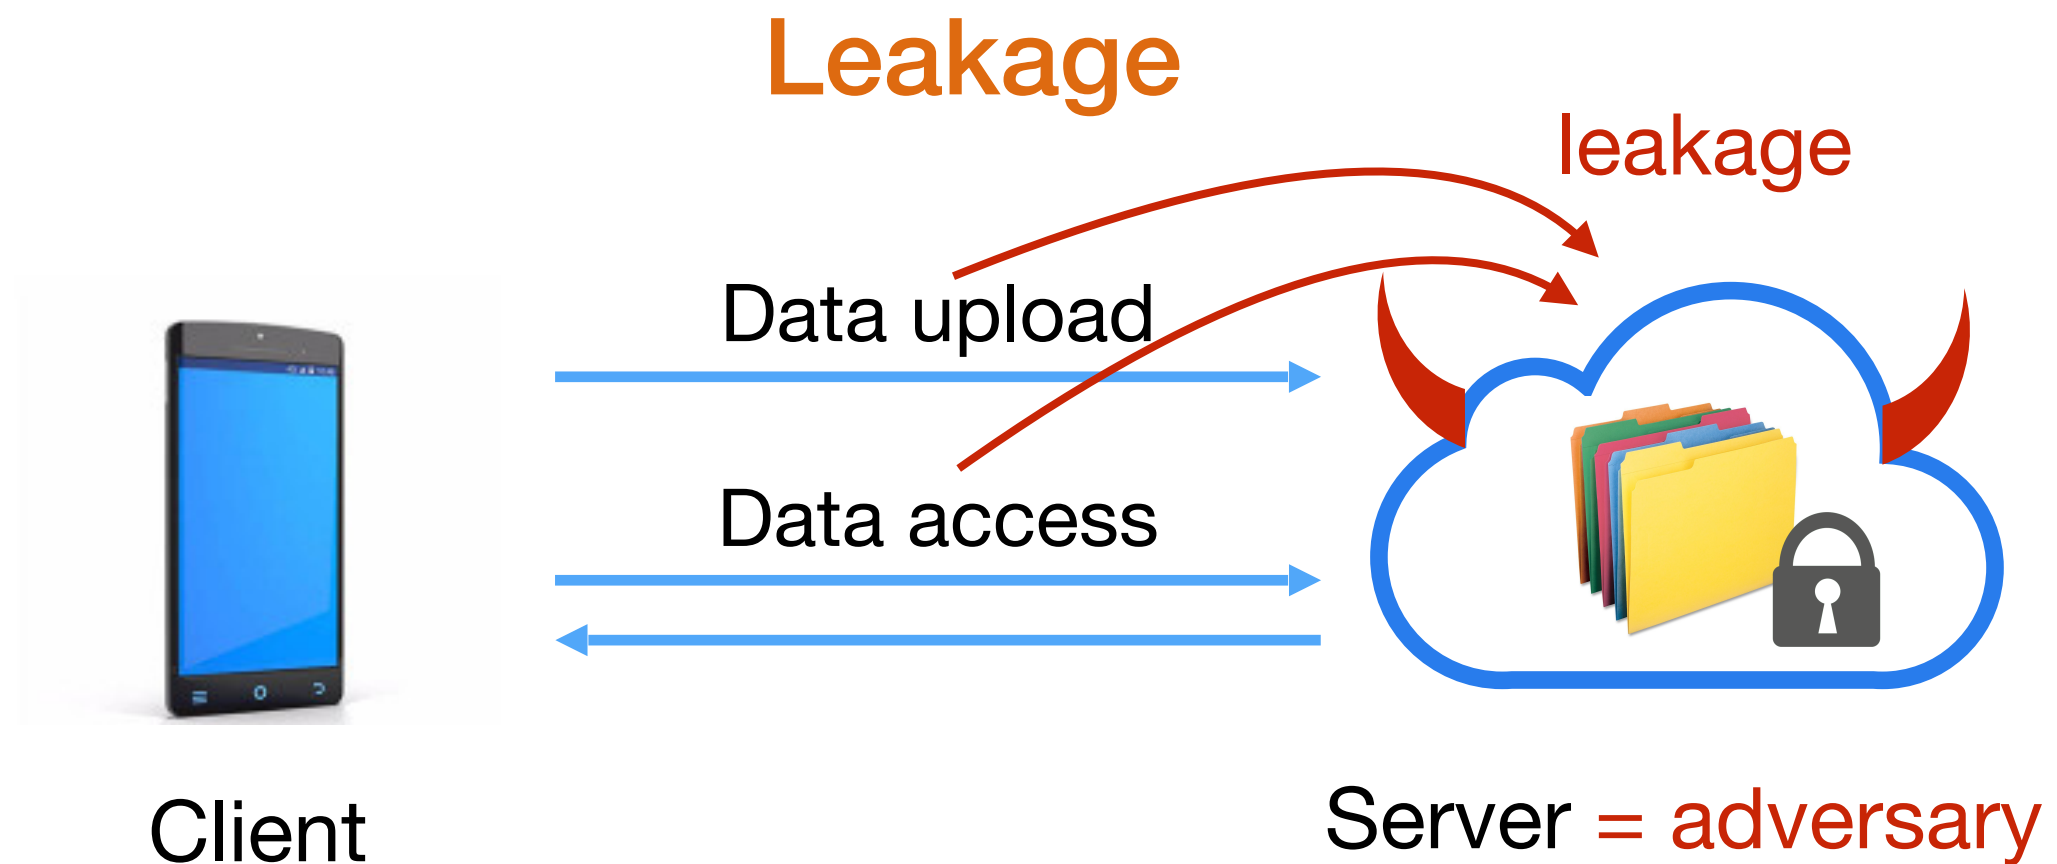 Leakage
leakage
Data upload
Data access
Client
Server = adversary